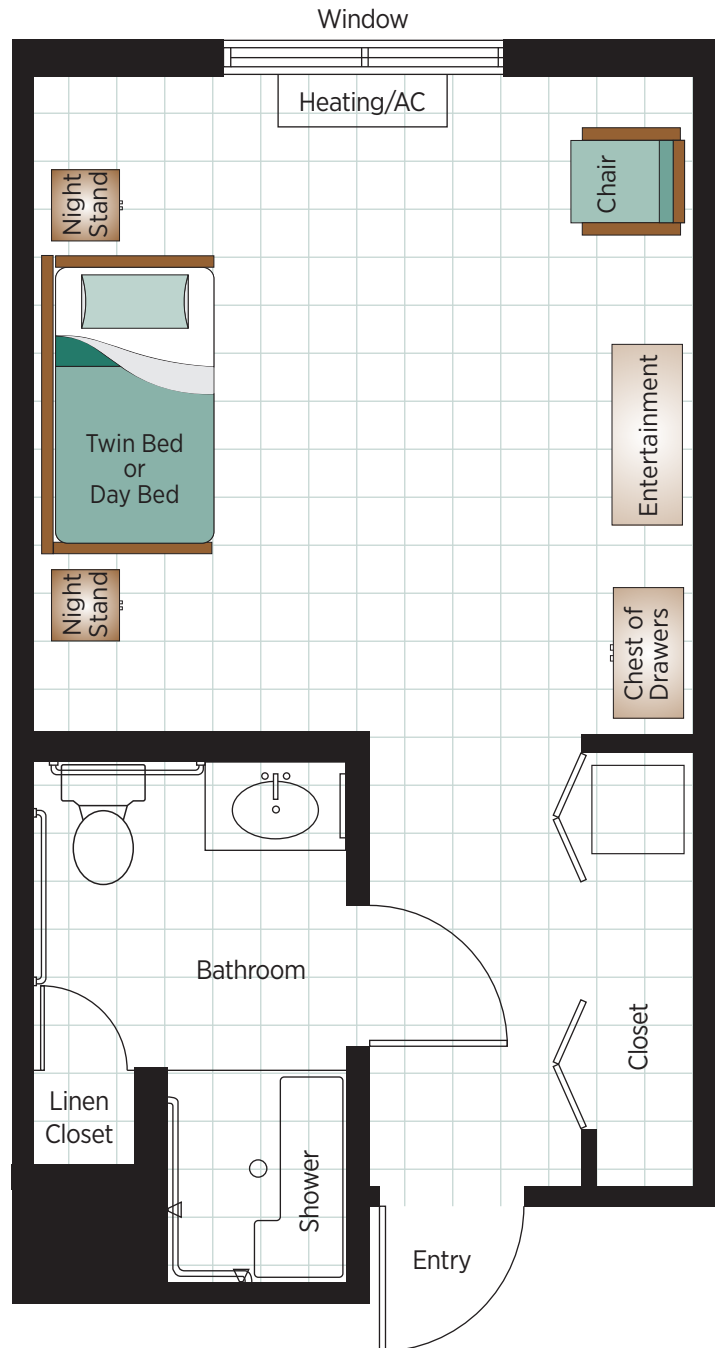 Window
Heating/AC
Night
Stand
Chair
Twin Bed
or
Day Bed
Entertainment
Night
Stand
Chest of
Drawers
Bathroom
Closet
Linen
Closet
Shower
Entry